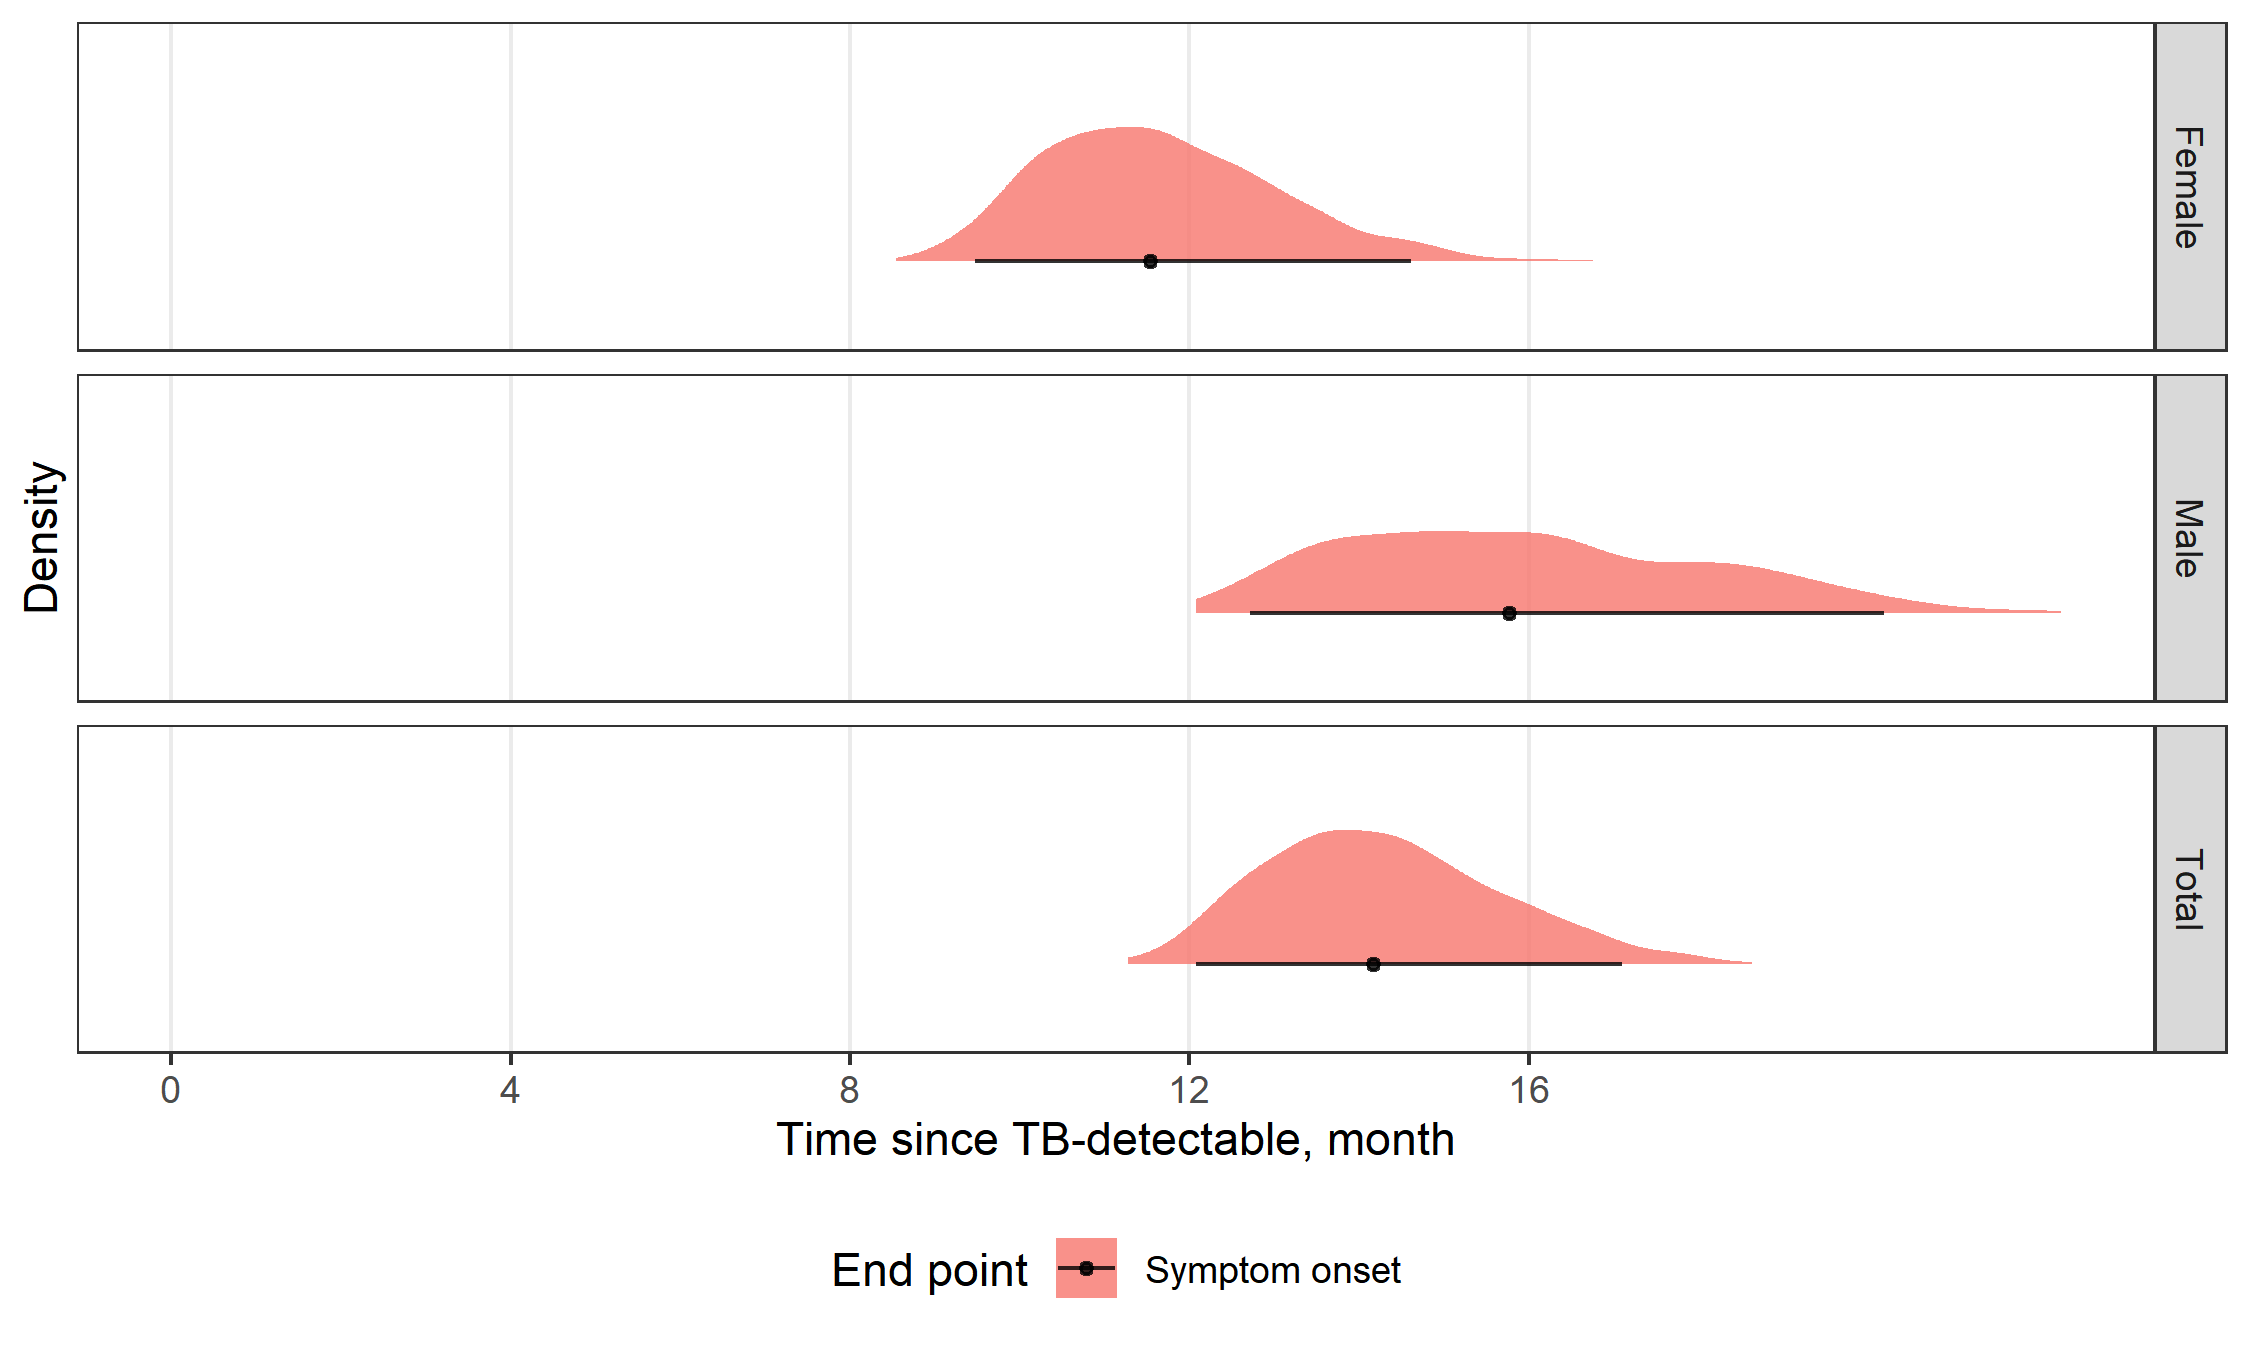 Female
Male
Total
Density
0 4 8 12 16
Time since TB-detectable, month
End point Symptom onset